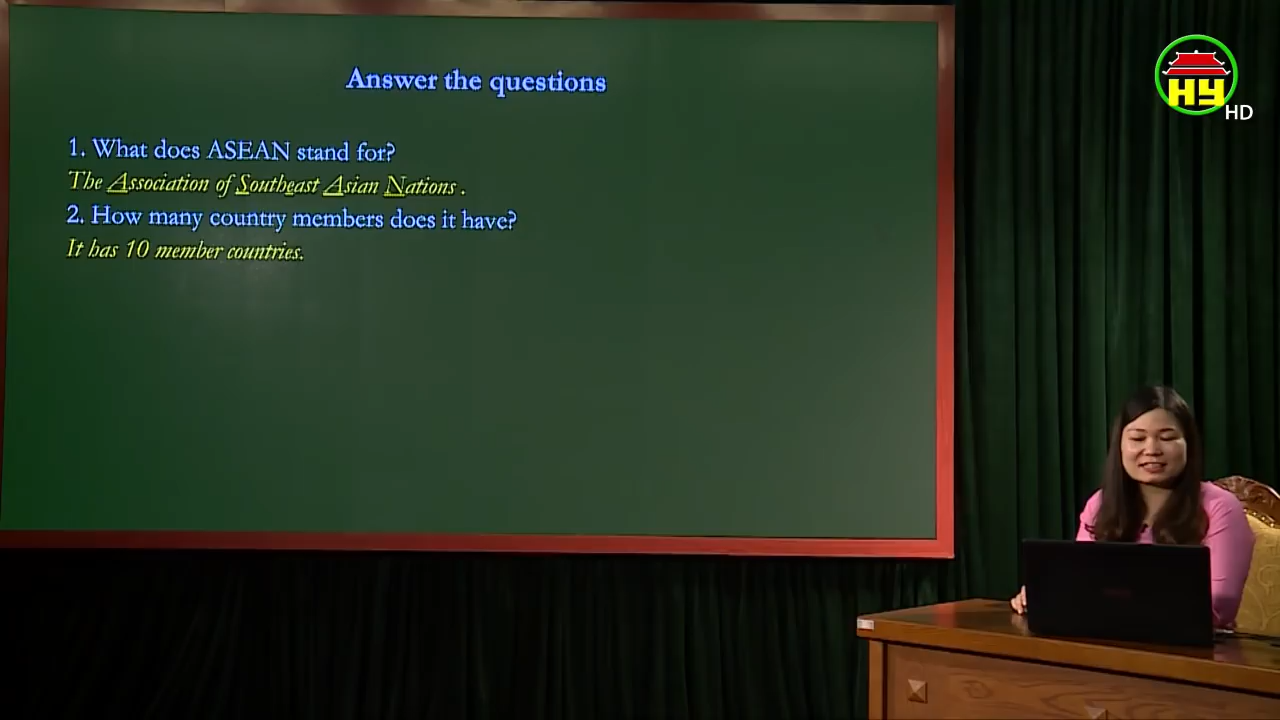 Answer the questions
1. What does ASEAN stand for?
The Association of Southeast Asian Nations .
2. How many country members does it have?
It has 10 member countries.
HY
HD